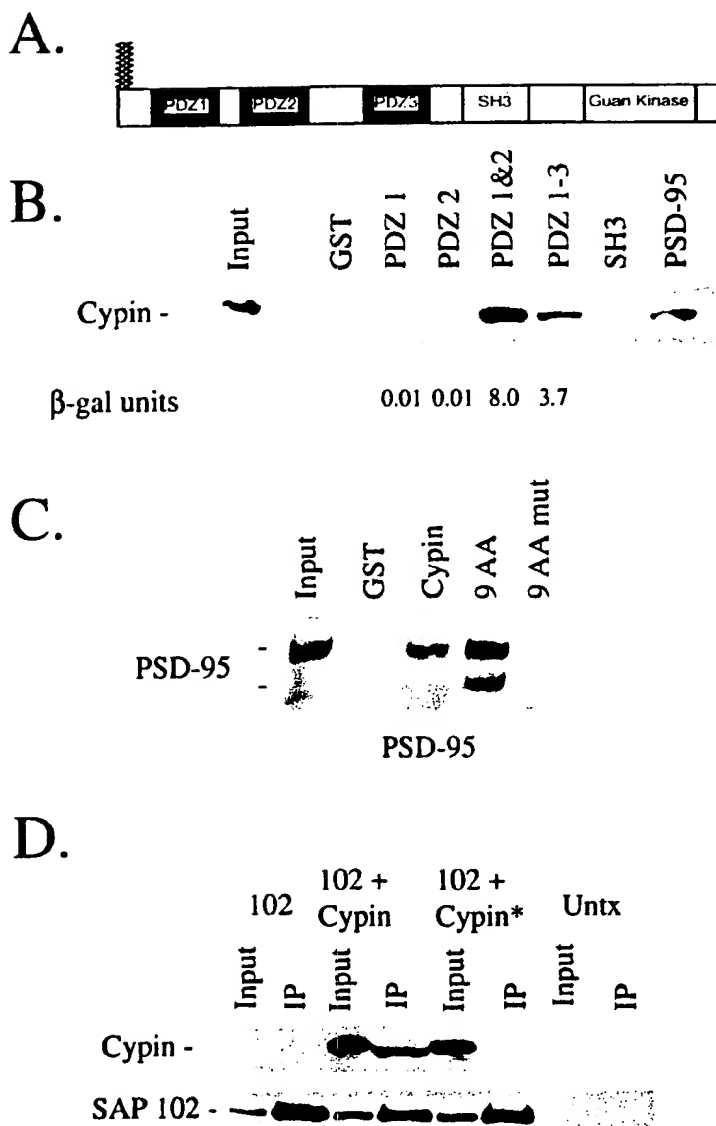 A.
PDZ1 PDZ2 PDZ3 SH3 Guan Kinase
B.
Input GST PDZ 1 PDZ 2 PDZ 1&2 PDZ 1-3 SH3 PSD-95
Cypin -
β-gal units 0.01 0.01 8.0 3.7
C.
Input GST Cypin 9 AA 9 AA mut
PSD-95 - -
PSD-95
D.
102 102 + Cypin 102 + Cypin* Untx
Input IP Input IP Input IP Input IP
Cypin -
SAP 102 -